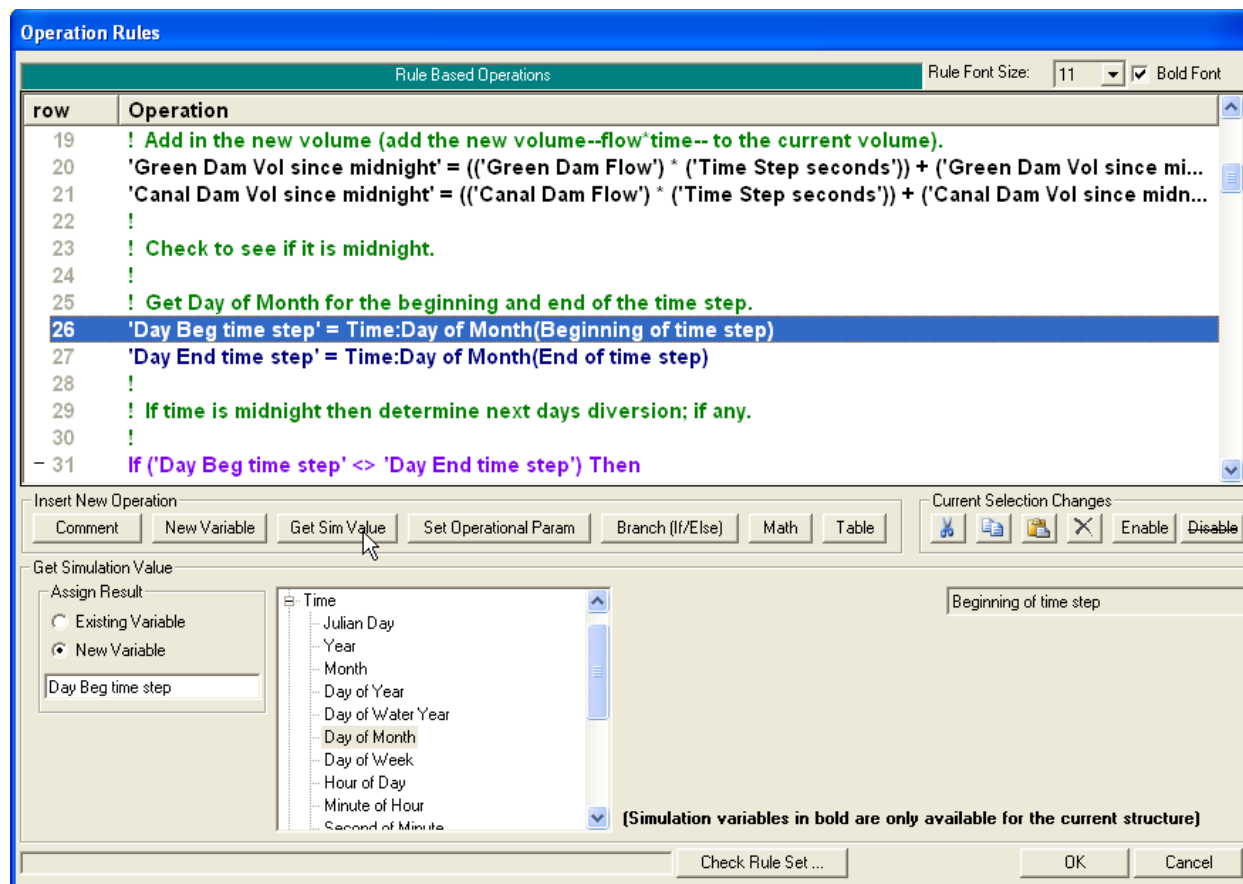 Operation Rules
Rule Based Operations Rule Font Size: 11 Bold Font
row Operation
19 ! Add in the new volume (add the new volume--flow*time-- to the current volume).
20 'Green Dam Vol since midnight' = (('Green Dam Flow') * ('Time Step seconds')) + ('Green Dam Vol since mi...
21 'Canal Dam Vol since midnight' = (('Canal Dam Flow') * ('Time Step seconds')) + ('Canal Dam Vol since midn...
22 !
23 ! Check to see if it is midnight.
24 !
25 ! Get Day of Month for the beginning and end of the time step.
26 'Day Beg time step' = Time:Day of Month(Beginning of time step)
27 'Day End time step' = Time:Day of Month(End of time step)
28 !
29 ! If time is midnight then determine next days diversion; if any.
30 !
31 If ('Day Beg time step' <> 'Day End time step') Then
Insert New Operation Current Selection Changes
Comment New Variable Get Sim Value Set Operational Param Branch (If/Else) Math Table Enable Disable
Get Simulation Value
Assign Result
Existing Variable
New Variable
Day Beg time step
Time
Julian Day
Year
Month
Day of Year
Day of Water Year
Day of Month
Day of Week
Hour of Day
Minute of Hour
Second of Minute
Beginning of time step
(Simulation variables in bold are only available for the current structure)
Check Rule Set ... OK Cancel